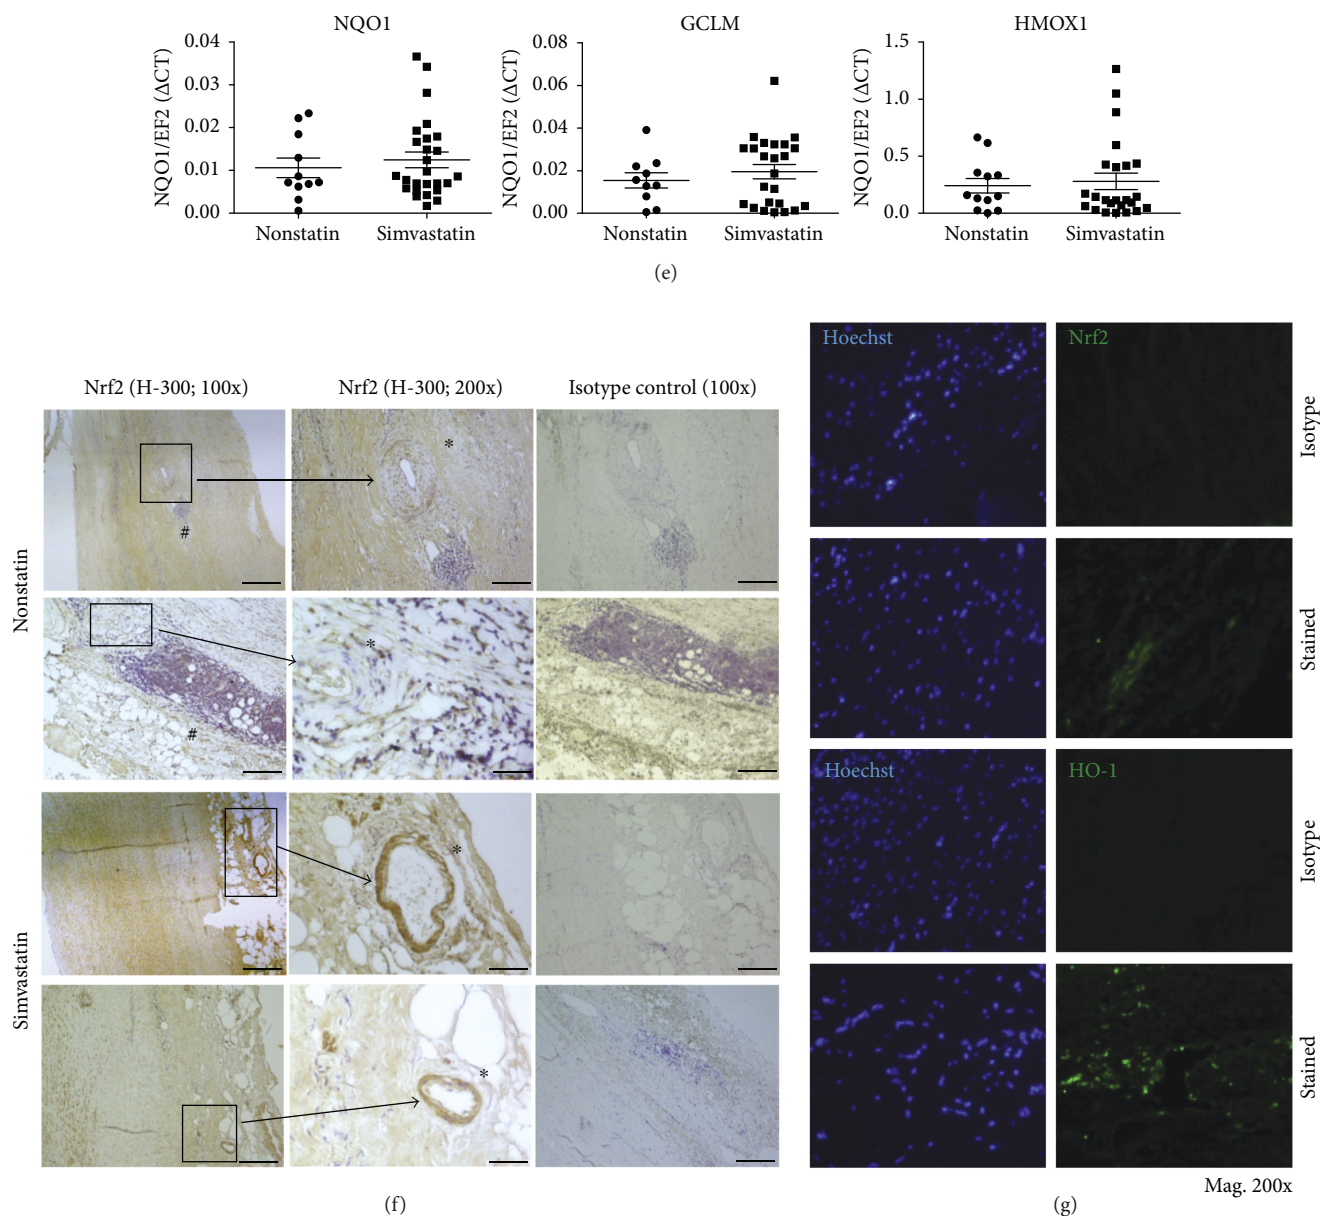 NQO1
GCLM
HMOX1
NQO1/EF2 (ΔCT)
0.04
0.03
0.02
0.01
0.00
Nonstatin
Simvastatin
NQO1/EF2 (ΔCT)
0.08
0.06
0.04
0.02
0.00
Nonstatin
Simvastatin
NQO1/EF2 (ΔCT)
1.5
1.0
0.5
0.0
Nonstatin
Simvastatin
(e)
Nrf2 (H-300; 100x)
Nrf2 (H-300; 200x)
Isotype control (100x)
Nonstatin
#
*
#
*
Simvastatin
*
*
(f)
Hoechst
Nrf2
Isotype
Stained
Hoechst
HO-1
Isotype
Stained
Mag. 200x
(g)